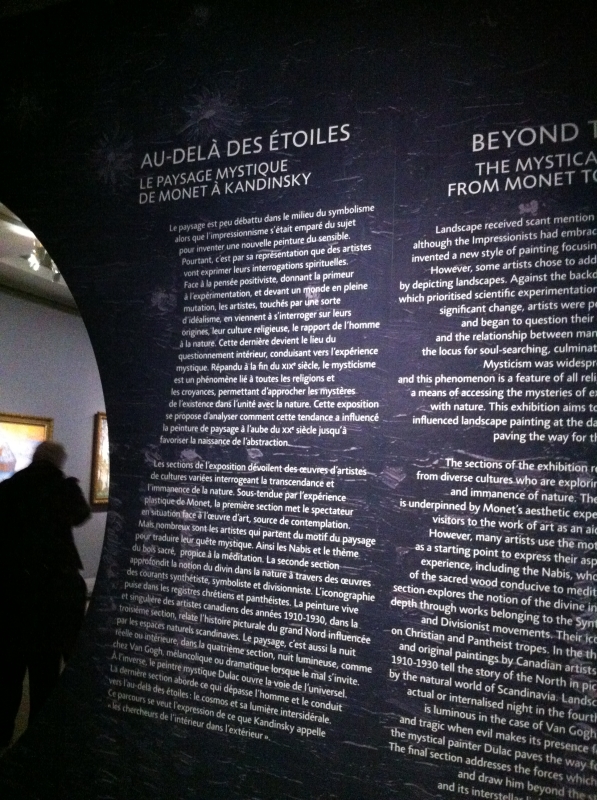 AU-DELÀ DES ÉTOILES
LE PAYSAGE MYSTIQUE
DE MONET À KANDINSKY
Le paysage est peu débattu dans le milieu du symbolisme
alors que l'impressionnisme s'était emparé du sujet
pour inventer une nouvelle peinture du sensible.
Pourtant, c'est par sa représentation que des artistes
vont exprimer leurs interrogations spirituelles.
Face à la pensée positiviste, donnant la primeur
à l'expérimentation, et devant un monde en pleine
mutation, les artistes, touchés par une sorte
d'idéalisme, en viennent à s'interroger sur leurs
origines, leur culture religieuse, le rapport de l'homme
à la nature. Cette dernière devient le lieu du
questionnement intérieur, conduisant vers l'expérience
mystique. Répandu à la fin du XIXe siècle, le mysticisme
est un phénomène lié à toutes les religions et
les croyances, permettant d'approcher les mystères
de l'existence dans l'unité avec la nature. Cette exposition
se propose d'analyser comment cette tendance a influencé
la peinture de paysage à l'aube du XXe siècle jusqu'à
favoriser la naissance de l'abstraction.
Les sections de l'exposition dévoilent des œuvres d'artistes
de cultures variées interrogeant la transcendance et
l'immanence de la nature. Sous-tendue par l'expérience
plastique de Monet, la première section met le spectateur
en situation face à l'œuvre d'art, source de contemplation.
Mais nombreux sont les artistes qui partent du motif du paysage
pour traduire leur quête mystique. Ainsi les Nabis et le thème
du bois sacré, propice à la méditation. La seconde section
approfondit la notion du divin dans la nature à travers des œuvres
des courants synthétiste, symboliste et divisionniste. L'iconographie
puise dans les registres chrétiens et panthéistes. La peinture vive
et singulière des artistes canadiens des années 1910-1930, dans la
troisième section, relate l'histoire picturale du grand Nord influencée
par les espaces naturels scandinaves. Le paysage, c'est aussi la nuit
réelle ou intérieure, dans la quatrième section, nuit lumineuse, comme
chez Van Gogh, mélancolique ou dramatique lorsque le mal s'invite.
À l'inverse, le peintre mystique Dulac ouvre la voie de l'universel.
La dernière section aborde ce qui dépasse l'homme et le conduit
vers l'au-delà des étoiles : le cosmos et sa lumière intersidérale.
Ce parcours se veut l'expression de ce que Kandinsky appelle
« les chercheurs de l'intérieur dans l'extérieur ».
BEYOND
THE
FROM MONET
Landscape received scant mention
although the Impressionists had
invented a new style of painting
However, some artists chose to
by depicting landscapes. Against the
which prioritised scientific
significant change, artists were
and began to question their
and the relationship between
the locus for soul-searching,
Mysticism was
and this phenomenon is a feature of all
a means of accessing the mysteries of
with nature. This exhibition aims
influenced landscape painting at the
paving the way for
The sections of the exhibition
from diverse cultures who are
and immanence of nature.
is underpinned by Monet's aesthetic
visitors to the work of art as an
However, many artists use the
as a starting point to express their
experience, including the Nabis,
of the sacred wood conducive to
section explores the notion of the divine
depth through works belonging to the
and Divisionist movements. Their
on Christian and Pantheist tropes. In the
and original paintings by Canadian artists
1910-1930 tell the story of the North in
by the natural world of Scandinavia.
actual or internalised night in the
is luminous in the case of Van Gogh
and tragic when evil makes its presence
the mystical painter Dulac paves the way
The final section addresses the forces which
and draw him beyond the
and its interstellar